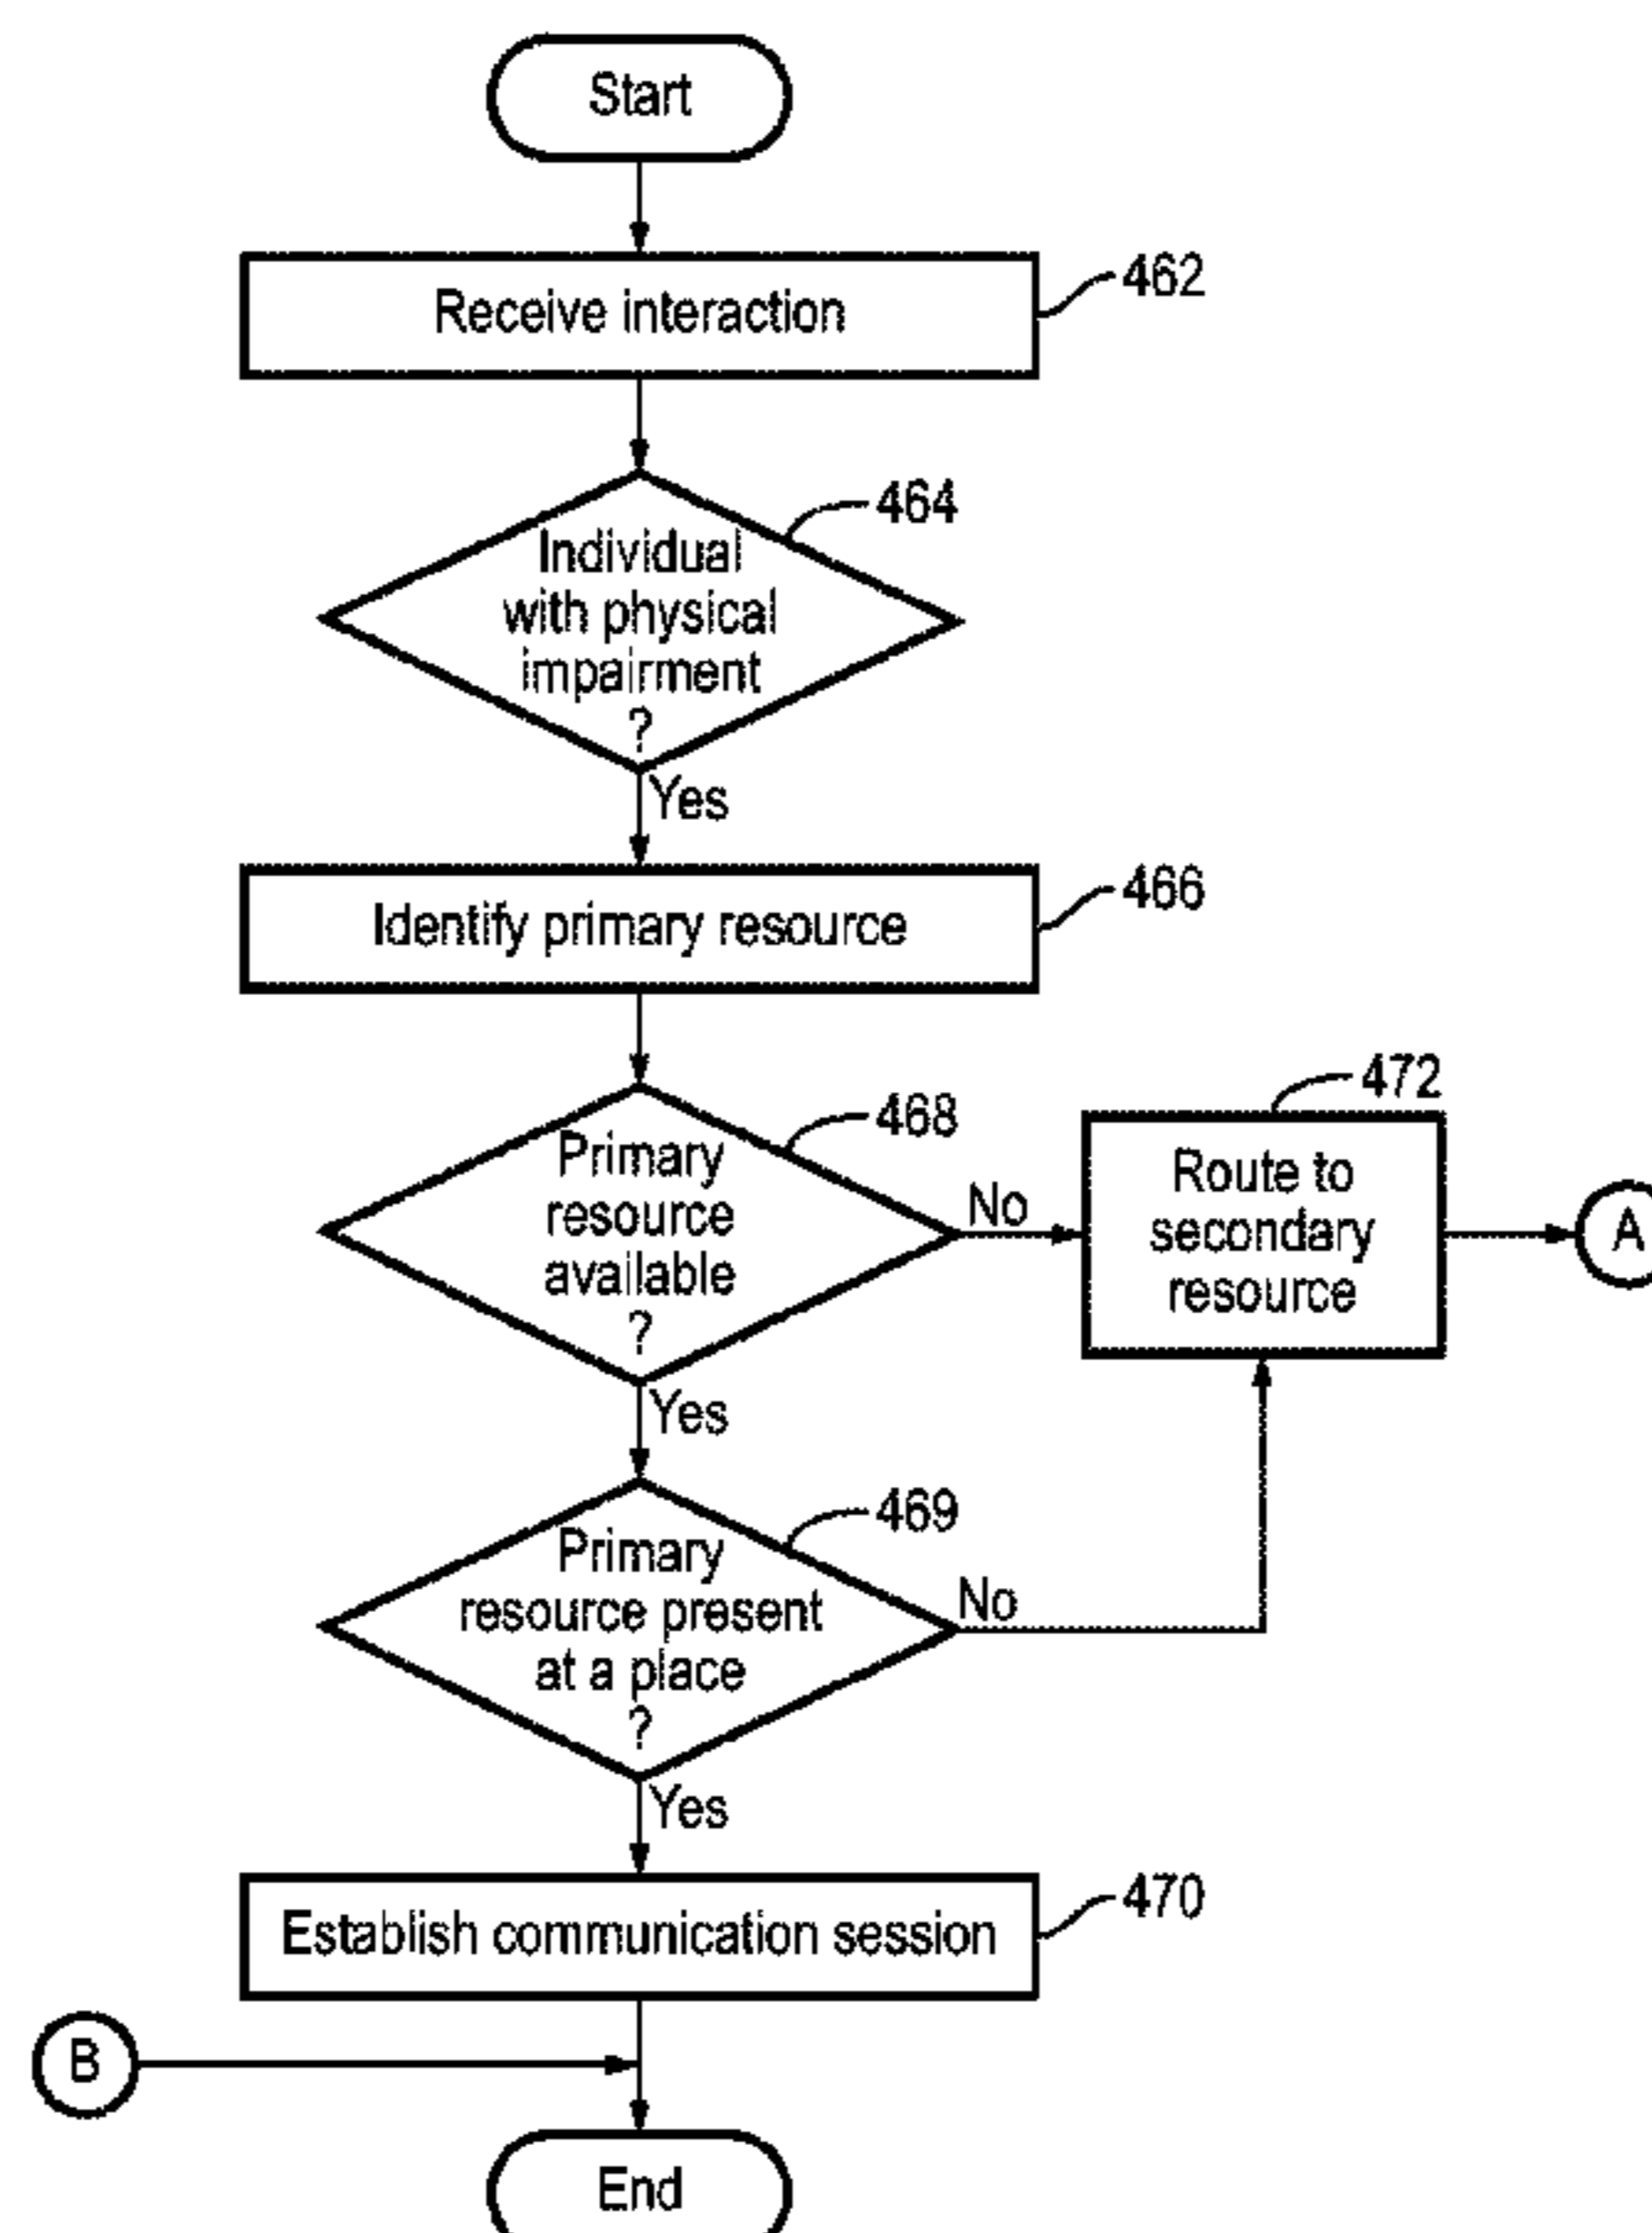 Start
Receive interaction
462
464
Individual
with physical
impairment
?
Yes
Identify primary resource
466
468
Primary
resource
available
?
No
472
Route to
secondary
resource
A
Yes
469
Primary
resource present
at a place
?
No
Yes
Establish communication session
470
B
End